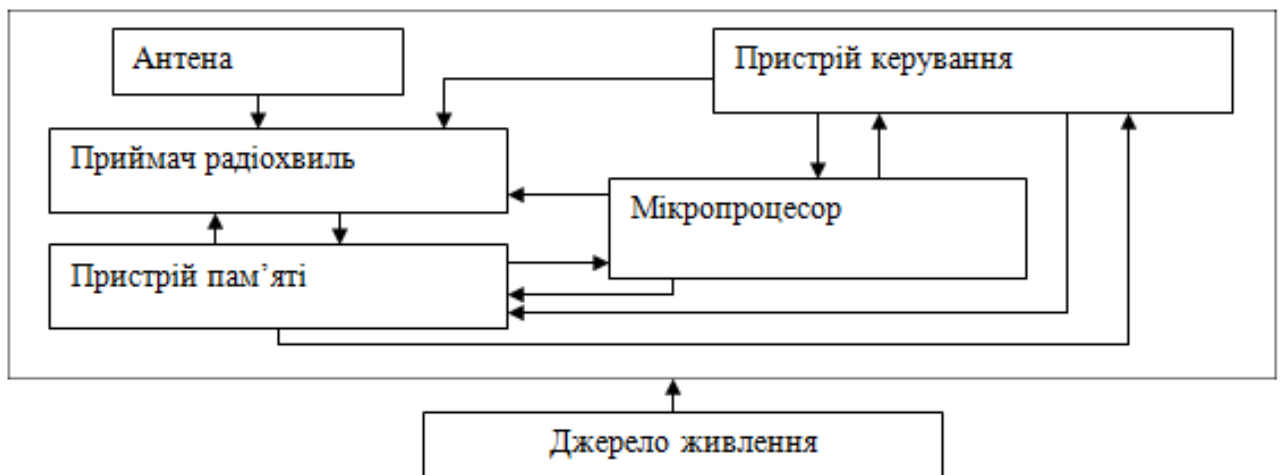 Антена
Пристрій керування
Приймач радіохвиль
Мікропроцесор
Пристрій пам’яті
Джерело живлення